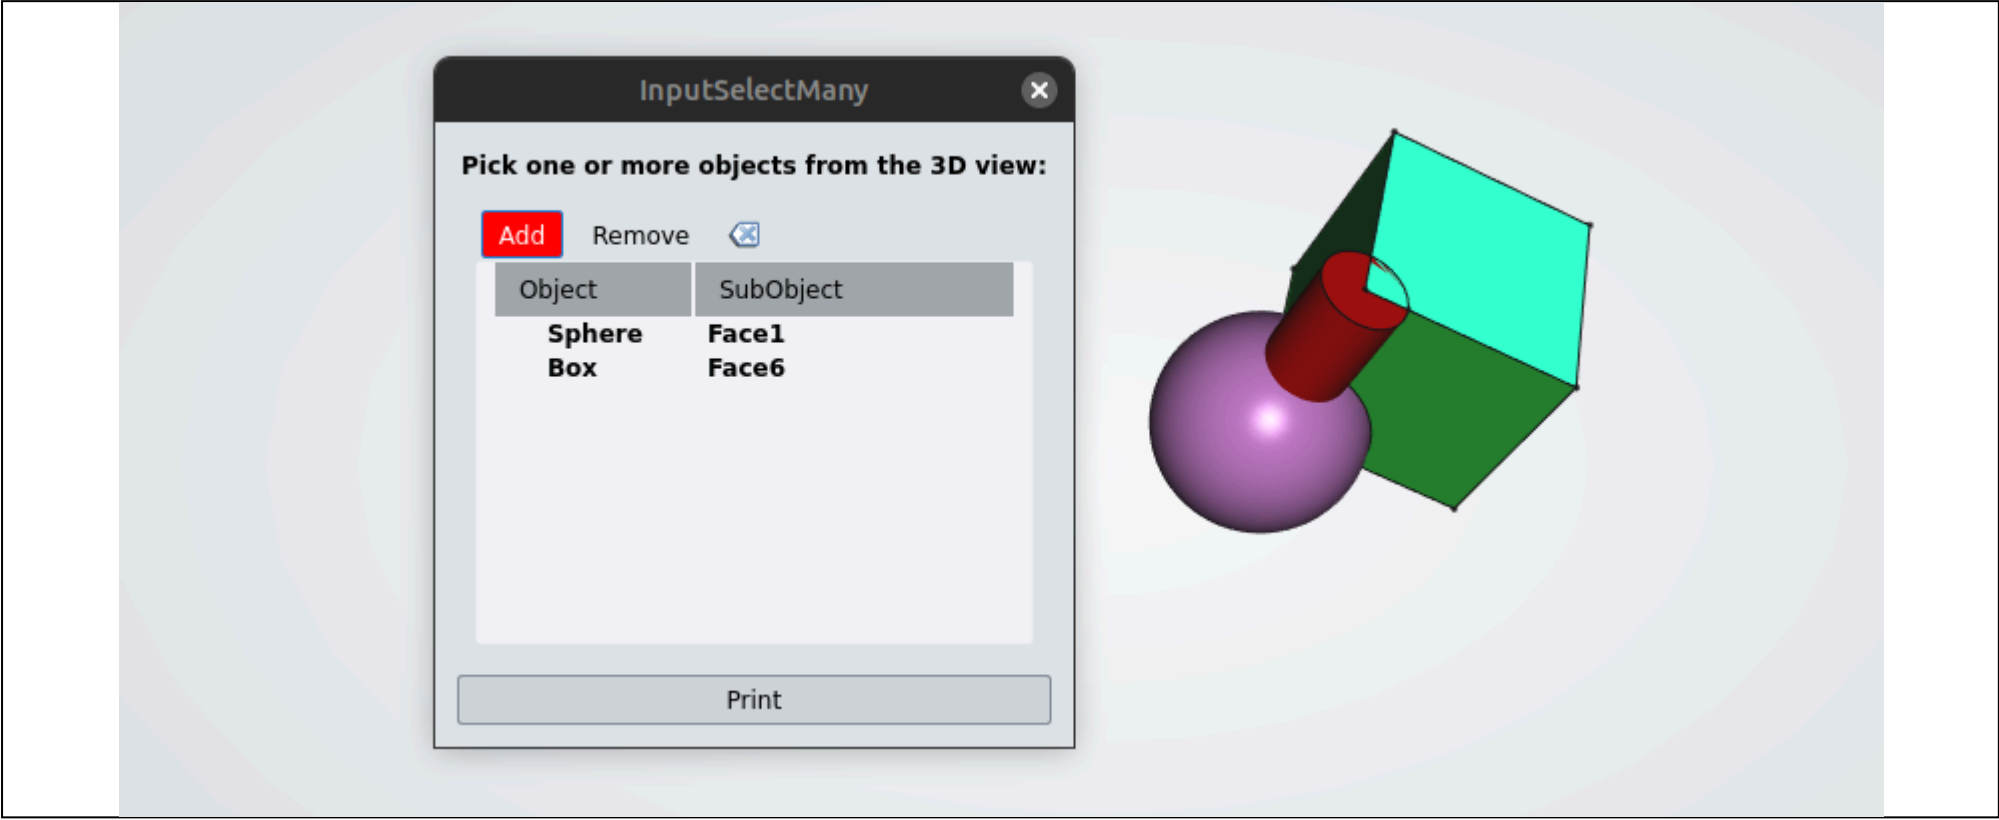 InputSelectMany
Pick one or more objects from the 3D view:
Add Remove
Object SubObject
Sphere Face1
Box Face6
Print